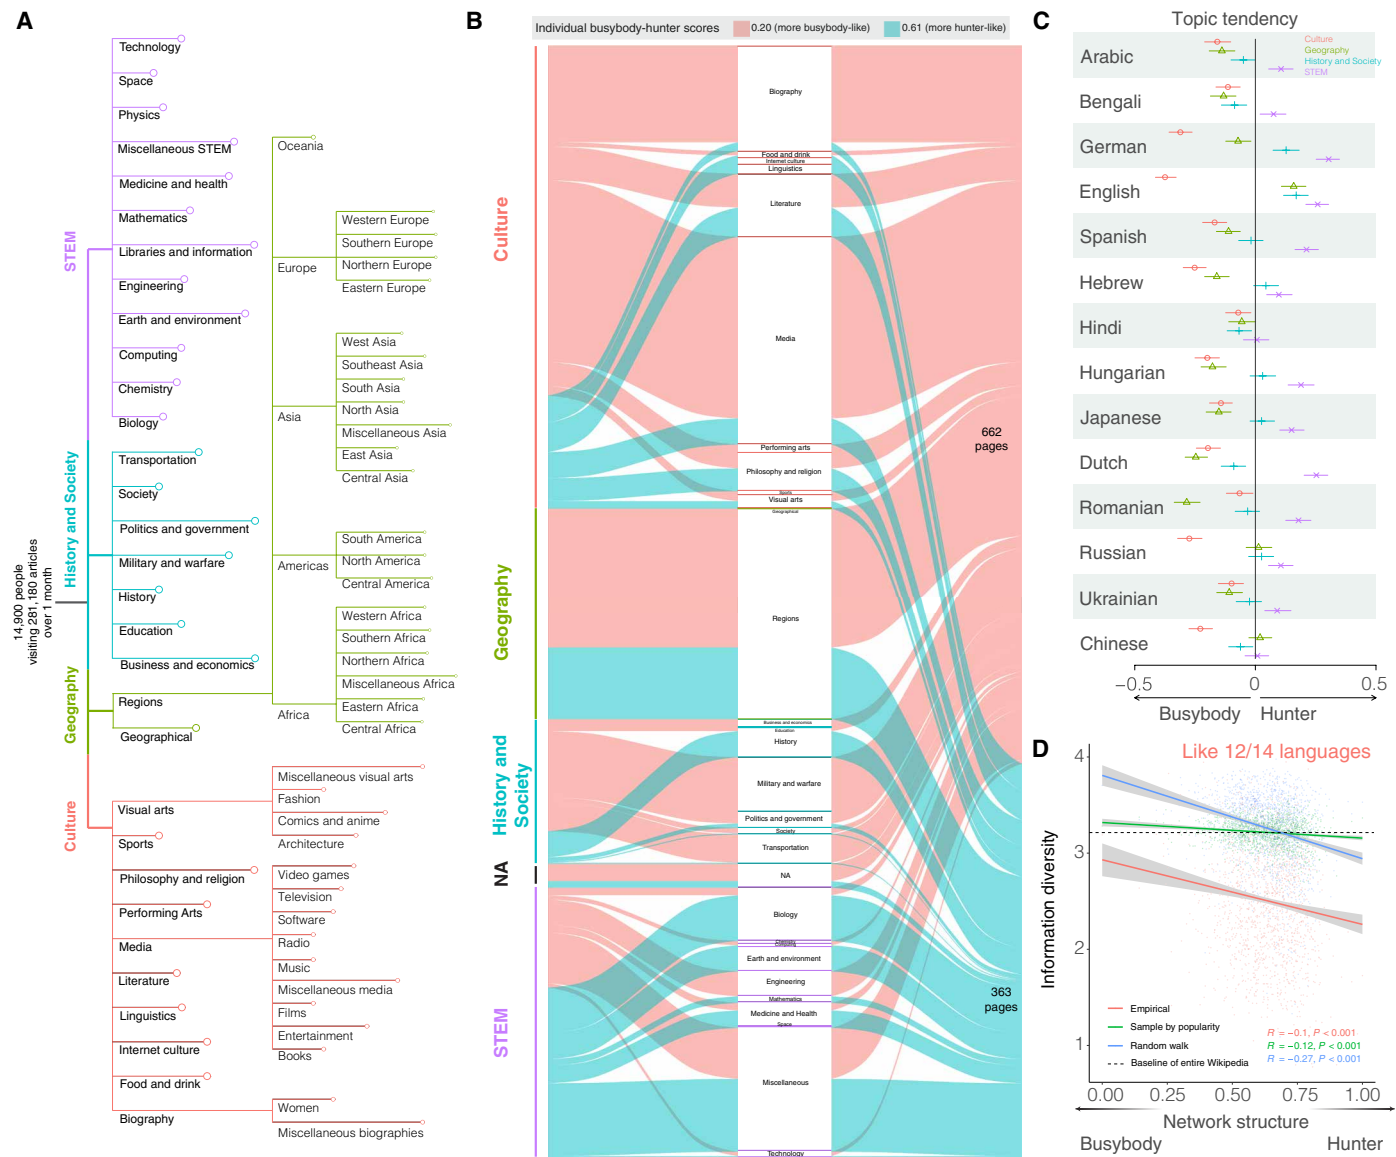 A
Technology
Space
Physics
Miscellaneous STEM
Medicine and health
Mathematics
Libraries and information
Engineering
Earth and environment
Computing
Chemistry
Biology
STEM
Transportation
Society
Politics and government
Military and warfare
History
Education
Business and economics
History and Society
14,900 people
visiting 281,180 articles
over 1 month
Regions
Geographical
Geography
Visual arts
Sports
Philosophy and religion
Performing Arts
Media
Literature
Linguistics
Internet culture
Food and drink
Biography
Culture
Oceania
Europe
Western Europe
Southern Europe
Northern Europe
Eastern Europe
Asia
West Asia
Southeast Asia
South Asia
North Asia
Miscellaneous Asia
East Asia
Central Asia
Americas
South America
North America
Central America
Africa
Western Africa
Southern Africa
Northern Africa
Miscellaneous Africa
Eastern Africa
Central Africa
Miscellaneous visual arts
Fashion
Comics and anime
Architecture
Video games
Television
Software
Radio
Music
Miscellaneous media
Films
Entertainment
Books
Women
Miscellaneous biographies
B
Individual busybody-hunter scores
0.20 (more busybody-like)
0.61 (more hunter-like)
Culture
Biography
Food and drink
Internet culture
Linguistics
Literature
Media
Performing arts
Philosophy and religion
Sports
Visual arts
Geography
Geographical
Regions
History and
Society
Business and economics
Education
History
Military and warfare
Politics and government
Society
Transportation
NA
NA
STEM
Biology
Chemistry
Computing
Earth and environment
Engineering
Mathematics
Medicine and Health
Space
Miscellaneous
Technology
662
pages
363
pages
C
Topic tendency
Culture
Geography
History and Society
STEM
Arabic
Bengali
German
English
Spanish
Hebrew
Hindi
Hungarian
Japanese
Dutch
Romanian
Russian
Ukrainian
Chinese
−0.5
0
0.5
Busybody
Hunter
D
Like 12/14 languages
Information diversity
4
3
2
1
Empirical
Sample by popularity
Random walk
Baseline of entire Wikipedia
R = −0.1, P < 0.001
R = −0.12, P < 0.001
R = −0.27, P < 0.001
0.00
0.25
0.50
0.75
1.00
Network structure
Busybody
Hunter